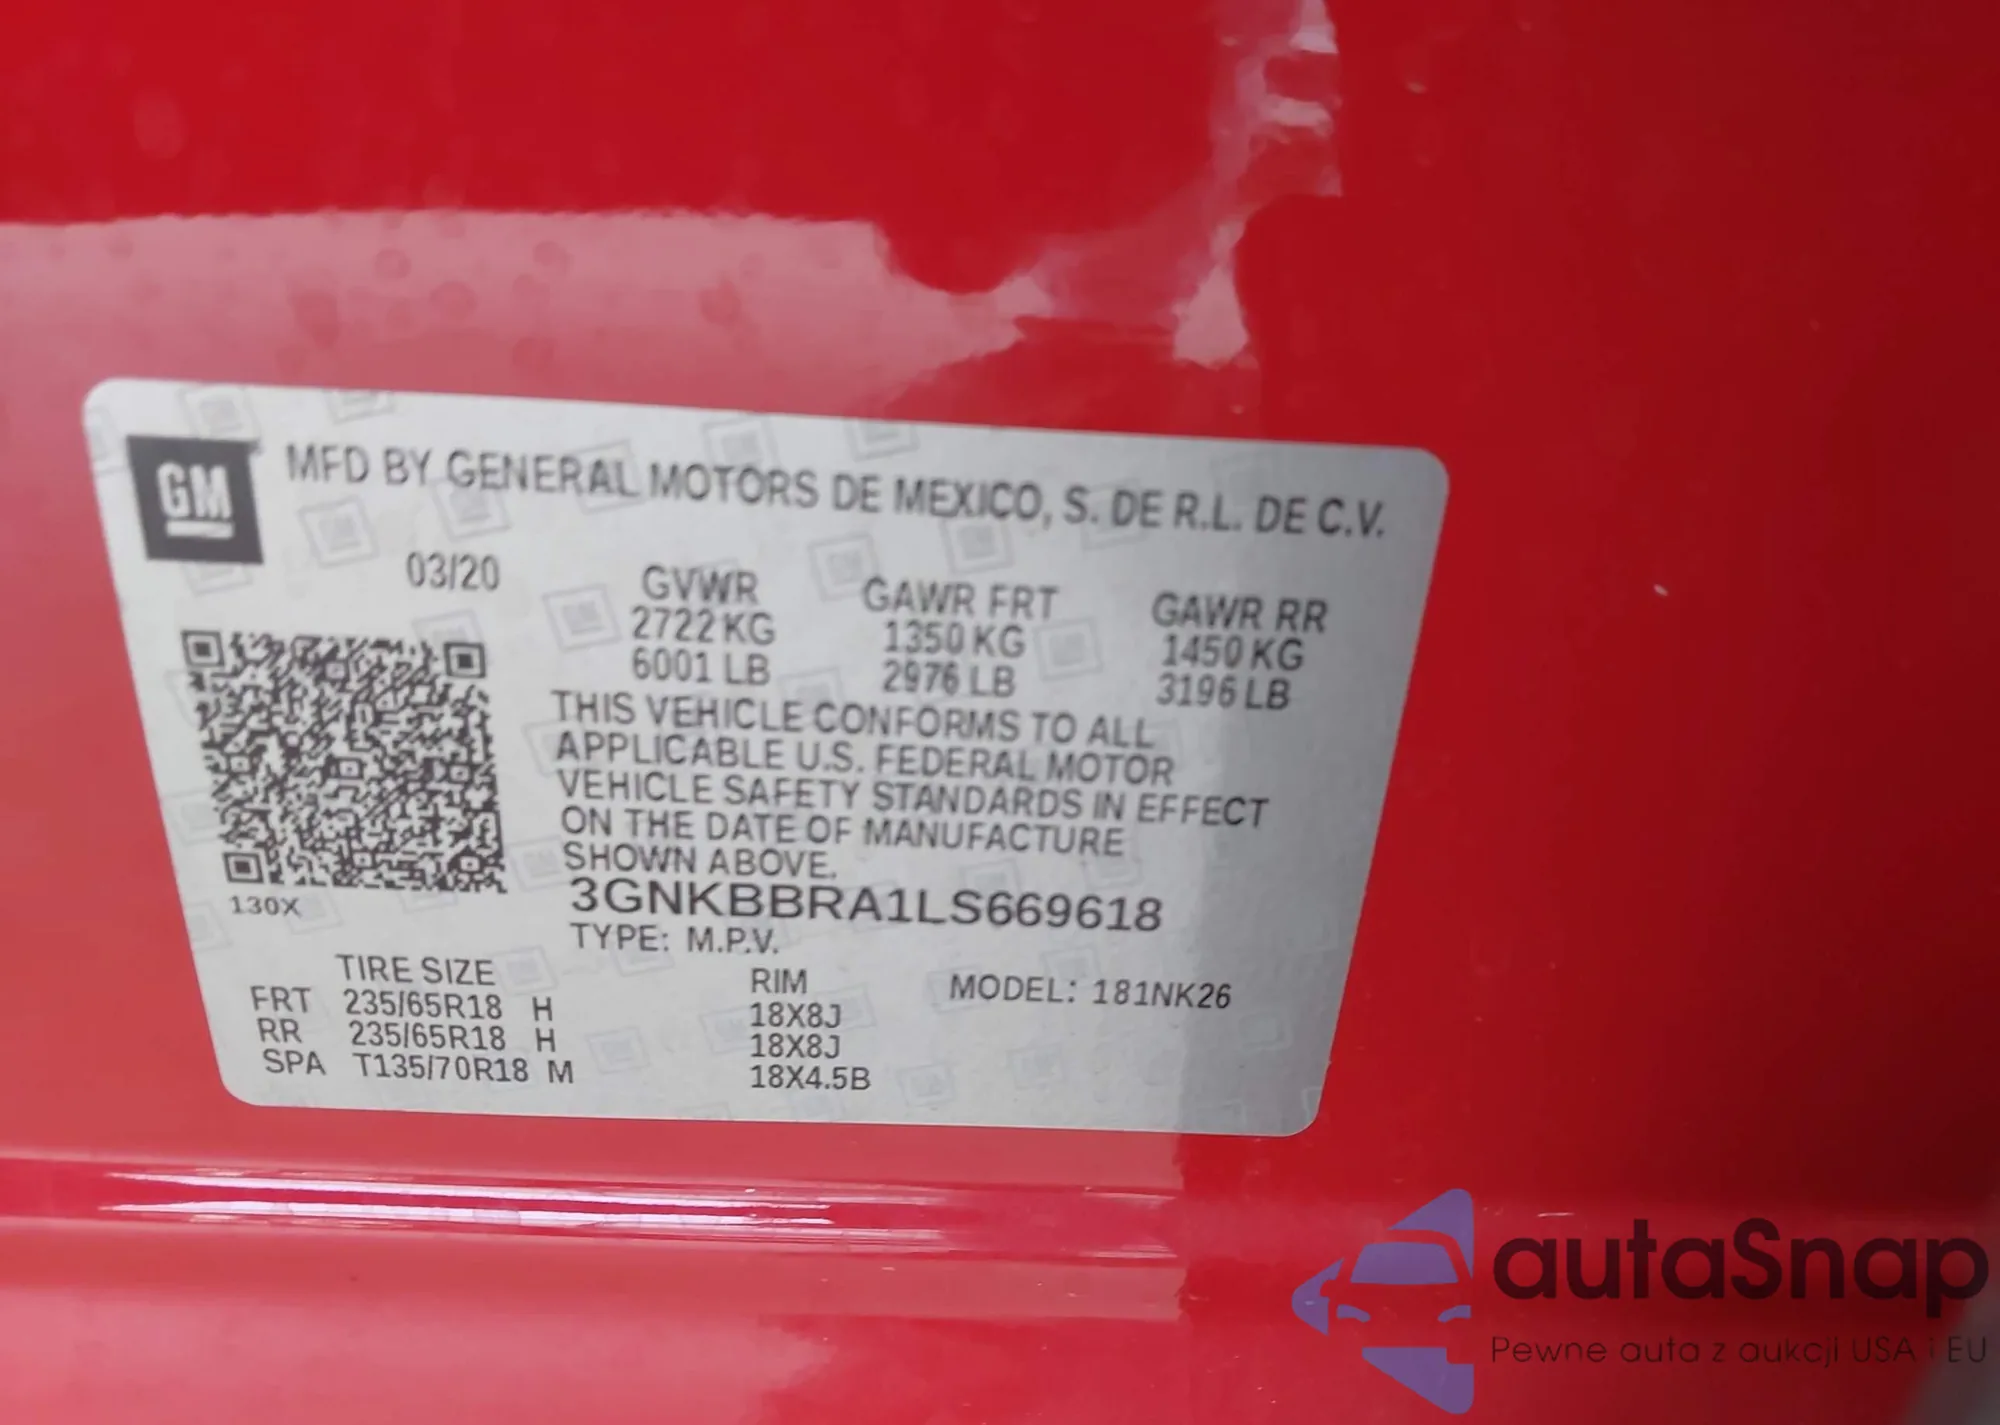 GM
MFD BY GENERAL MOTORS DE MEXICO, S. DE R.L. DE C.V.
03/20
GVWR GAWR FRT GAWR RR
2722 KG 1350 KG 1450 KG
6001 LB 2976 LB 3196 LB
THIS VEHICLE CONFORMS TO ALL
APPLICABLE U.S. FEDERAL MOTOR
VEHICLE SAFETY STANDARDS IN EFFECT
ON THE DATE OF MANUFACTURE
SHOWN ABOVE.
130X
3GNKBBRA1LS669618
TYPE: M.P.V.
TIRE SIZE RIM MODEL: 181NK26
FRT 235/65R18 H 18X8J
RR 235/65R18 H 18X8J
SPA T135/70R18 M 18X4.5B
autaSnap
Pewne auta z aukcji USA i EU